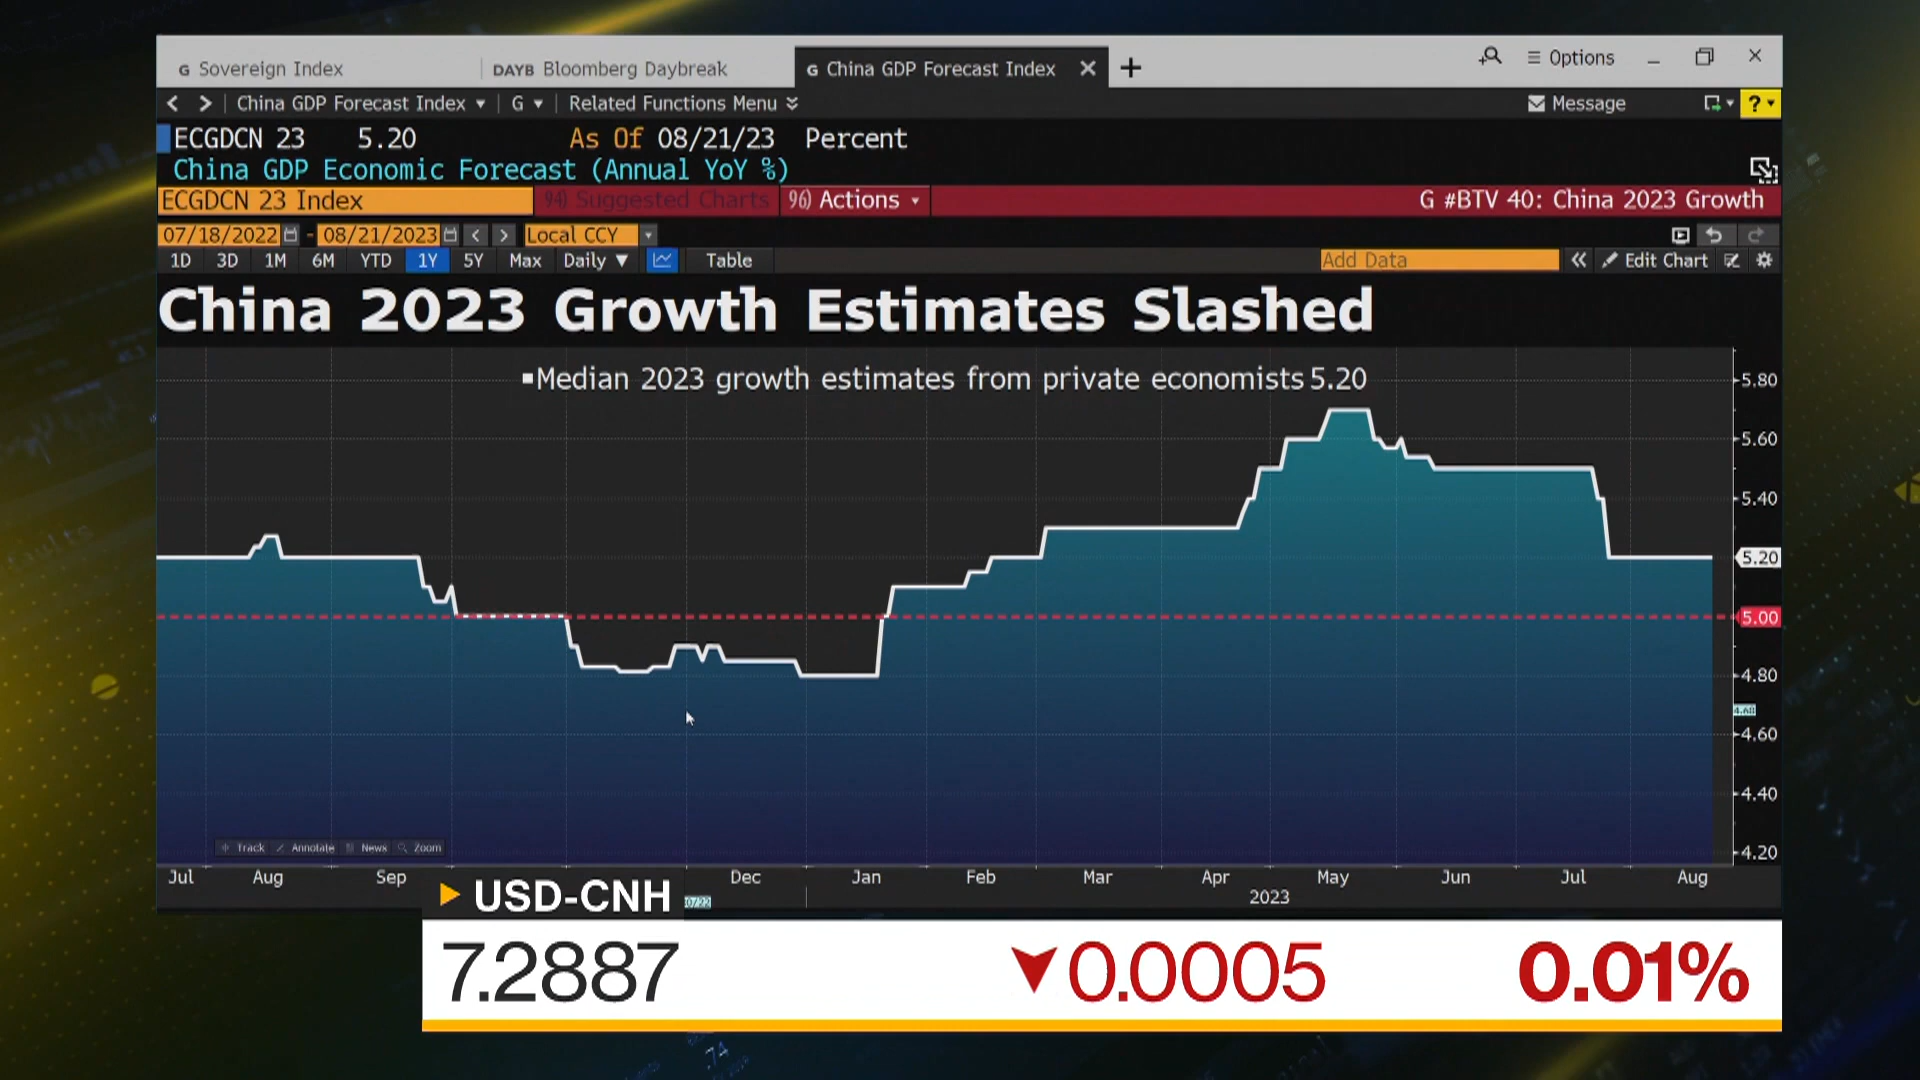 G Sovereign Index
DAYB Bloomberg Daybreak
G China GDP Forecast Index
Options
China GDP Forecast Index
G
Related Functions Menu
Message
?
ECGDCN 23 5.20 As Of 08/21/23 Percent
China GDP Economic Forecast (Annual YoY %)
ECGDCN 23 Index
94) Suggested Charts
96) Actions
G #BTV 40: China 2023 Growth
07/18/2022 - 08/21/2023 Local CCY
1D 3D 1M 6M YTD 1Y 5Y Max Daily Table
Add Data
Edit Chart
China 2023 Growth Estimates Slashed
Median 2023 growth estimates from private economists 5.20
5.80
5.60
5.40
5.20
5.00
4.80
4.68
4.60
4.40
4.20
Track Annotate News Zoom
Jul Aug Sep Dec Jan Feb Mar Apr May Jun Jul Aug
2023
USD-CNH
7.2887 0.0005 0.01%